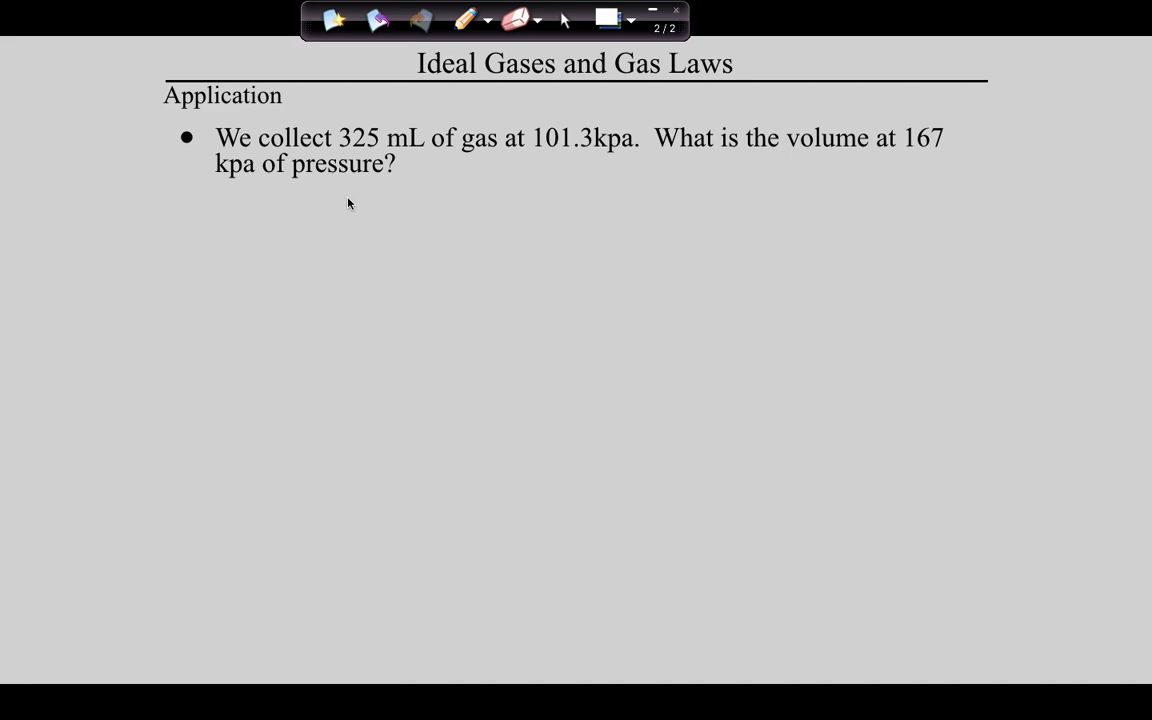 2 / 2
Ideal Gases and Gas Laws
Application
● We collect 325 mL of gas at 101.3kpa.  What is the volume at 167
kpa of pressure?